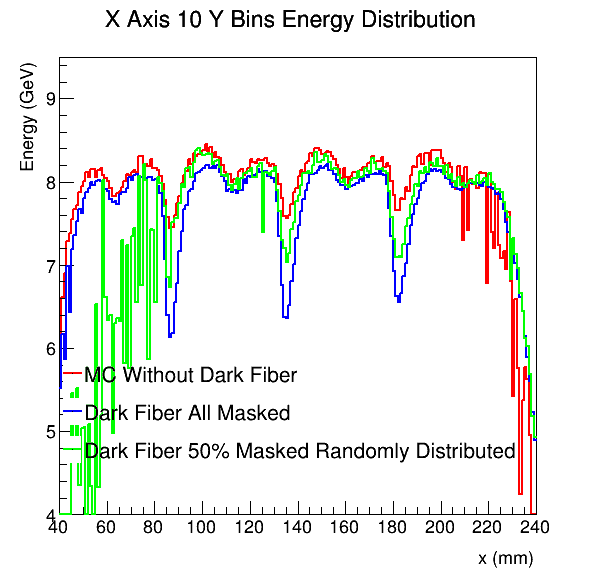 X Axis 10 Y Bins Energy Distribution
Energy (GeV)
9
8
7
6
5
4
MC Without Dark Fiber
Dark Fiber All Masked
Dark Fiber 50% Masked Randomly Distributed
40 60 80 100 120 140 160 180 200 220 240
x (mm)